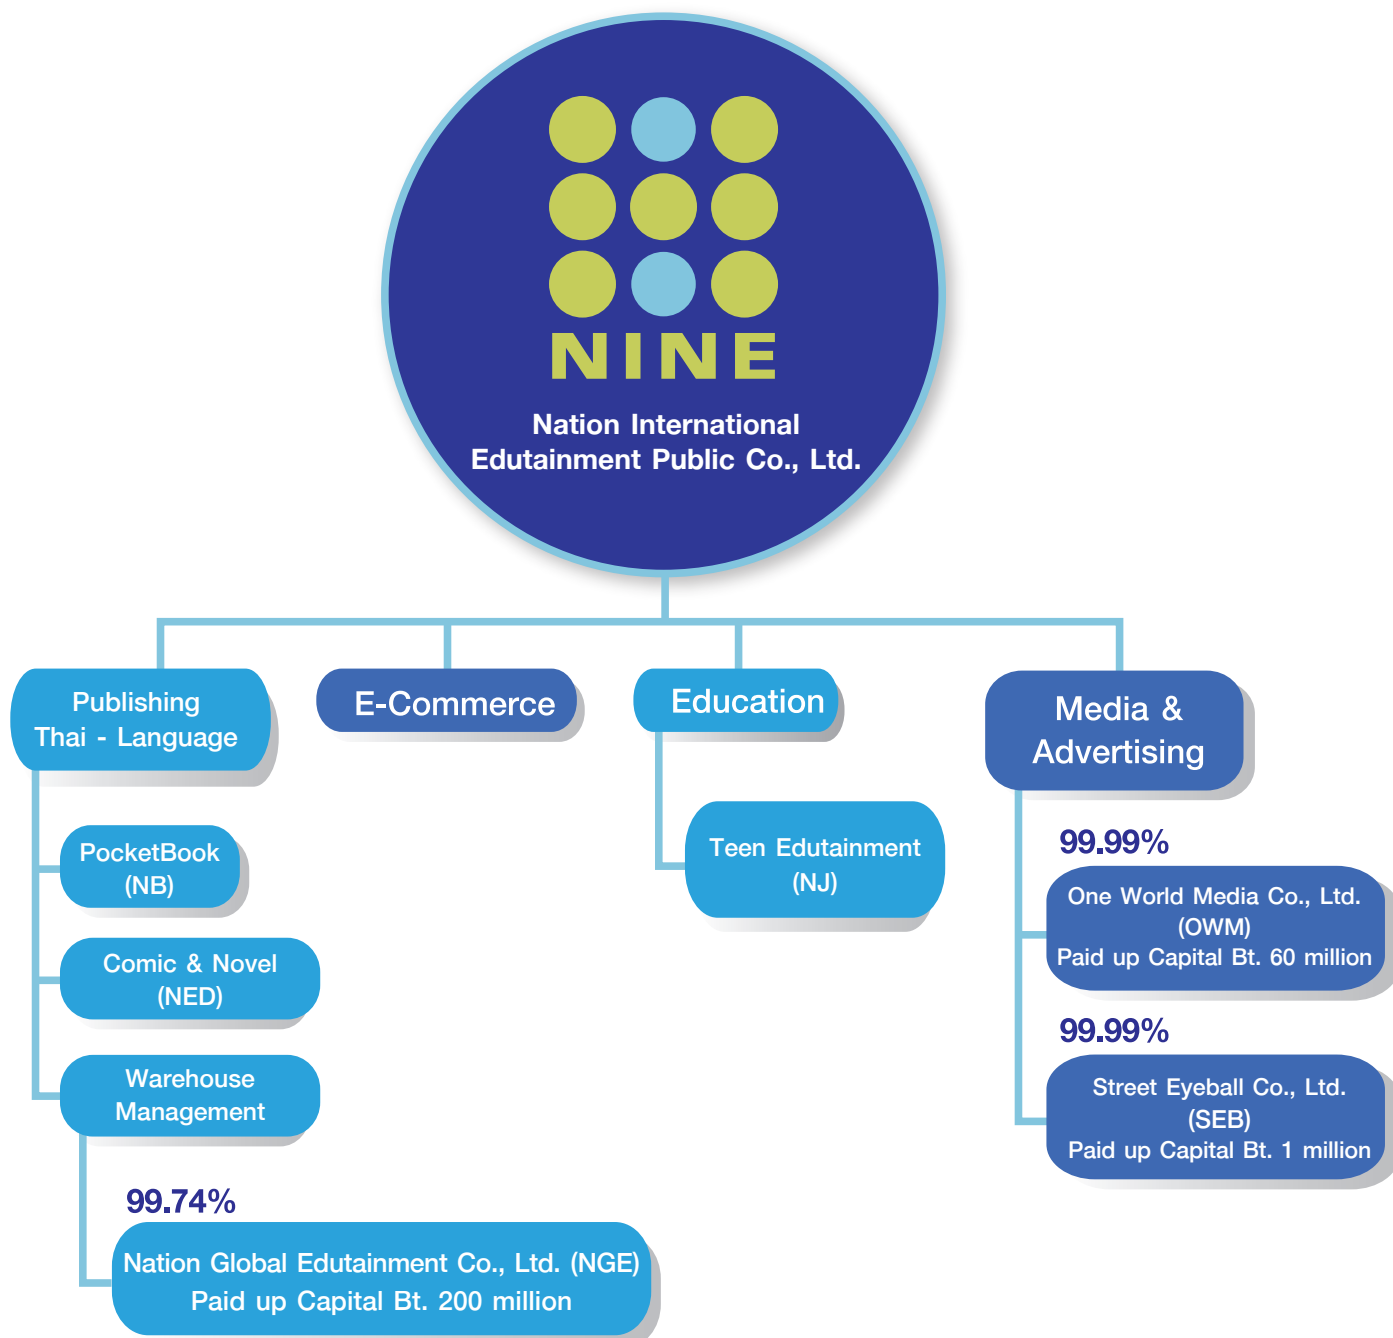 NINE
Nation International
Edutainment Public Co., Ltd.
Publishing
Thai - Language
PocketBook
(NB)
Comic & Novel
(NED)
Warehouse
Management
99.74%
Nation Global Edutainment Co., Ltd. (NGE)
Paid up Capital Bt. 200 million
E-Commerce
Education
Teen Edutainment
(NJ)
Media &
Advertising
99.99%
One World Media Co., Ltd.
(OWM)
Paid up Capital Bt. 60 million
99.99%
Street Eyeball Co., Ltd.
(SEB)
Paid up Capital Bt. 1 million